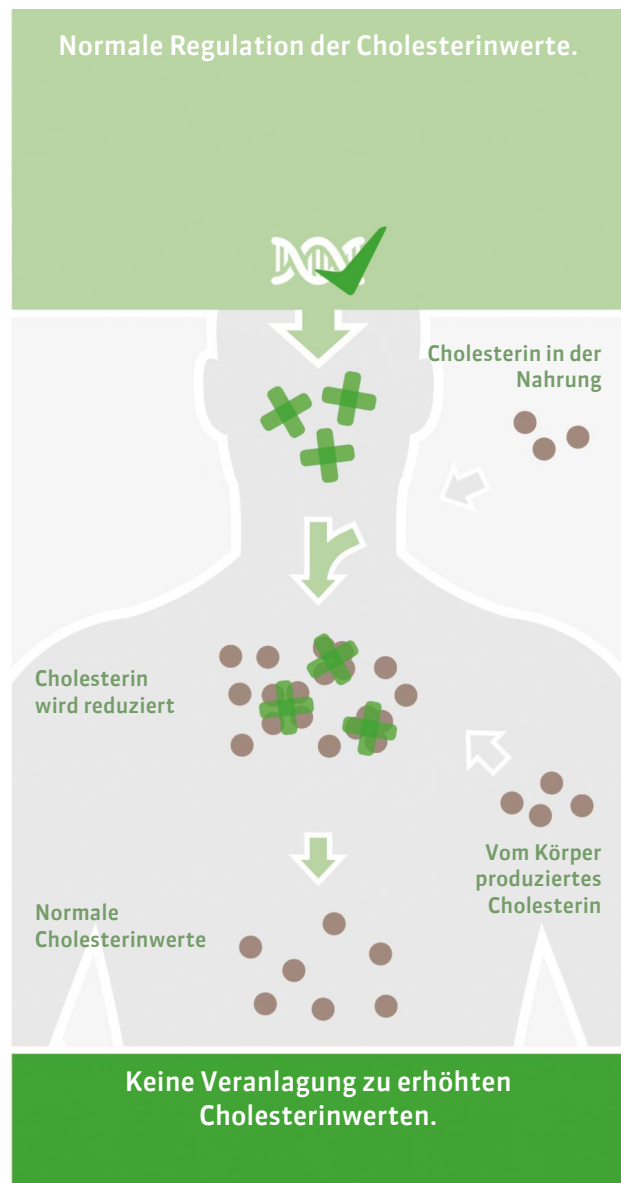 Normale Regulation der Cholesterinwerte.
Cholesterin in der
Nahrung
Cholesterin
wird reduziert
Vom Körper
produziertes
Cholesterin
Normale
Cholesterinwerte
Keine Veranlagung zu erhöhten
Cholesterinwerten.